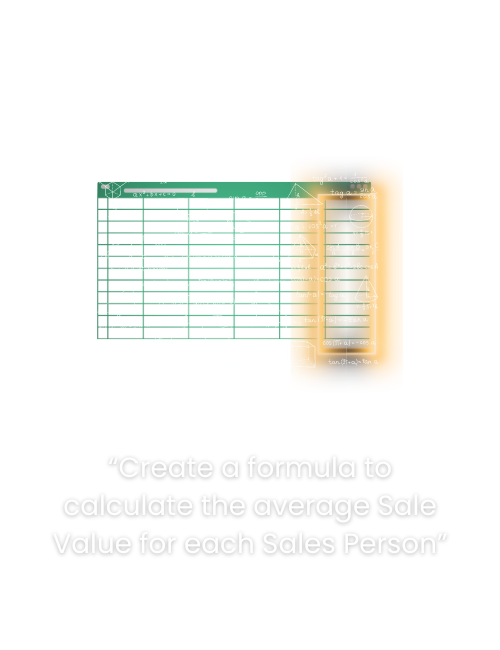 “Create a formula to
calculate the average Sale
Value for each Sales Person”